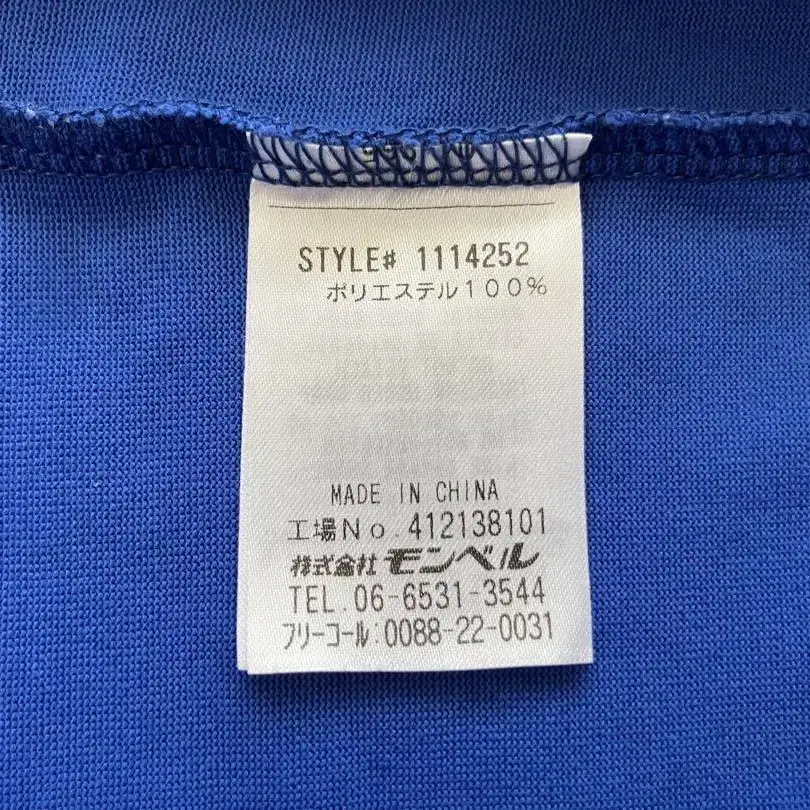 STYLE# 1114252
ポリエステル100%
MADE IN CHINA
工場No.412138101
株式会社 モンベル
TEL.06-6531-3544
フリーコール:0088-22-0031